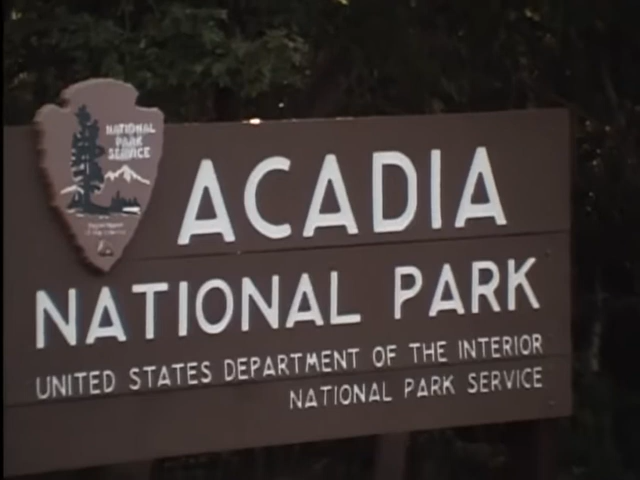 NATIONAL
PARK
SERVICE
ACADIA
NATIONAL PARK
UNITED STATES DEPARTMENT OF THE INTERIOR
NATIONAL PARK SERVICE